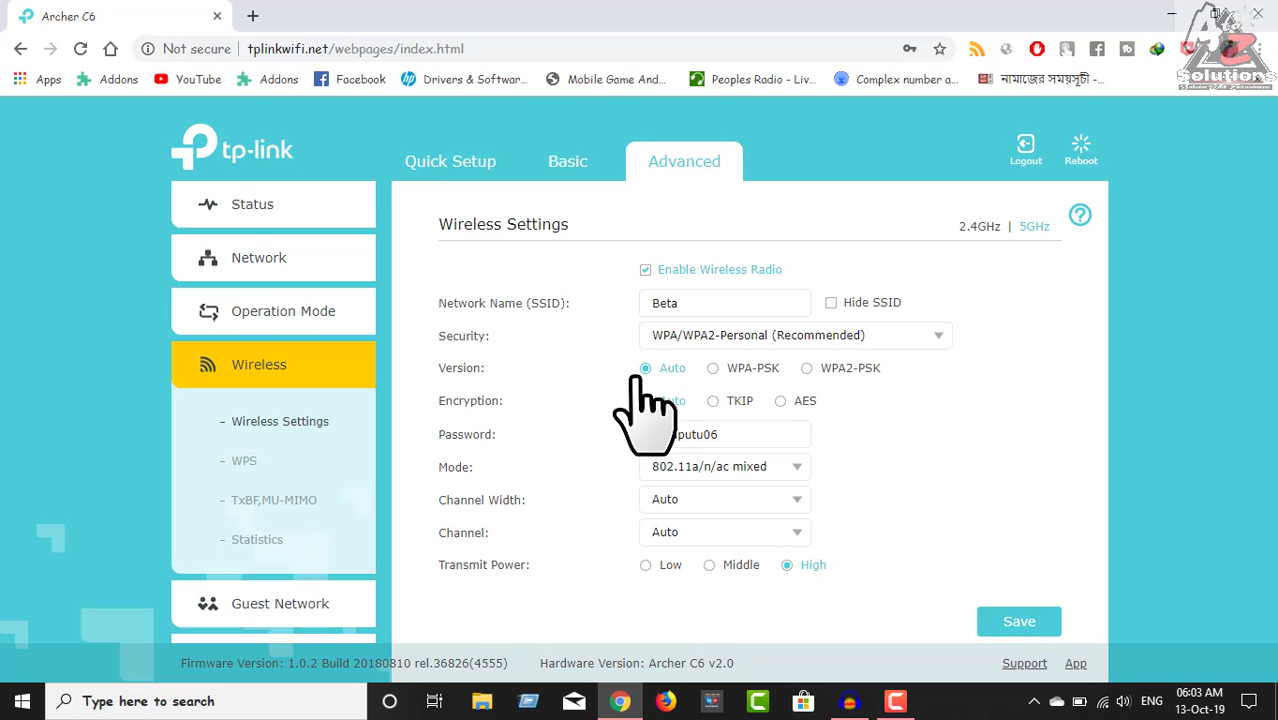 Archer C6
Not secure tplinkwifi.net/webpages/index.html
Apps Addons YouTube Addons Facebook Drivers & Softwar... Mobile Game And... Peoples Radio - Liv... Complex number a... নামাজের সময়সূচী -...
A to Z
Solutions
tp-link
Quick Setup Basic Advanced Logout Reboot
Status
Network
Operation Mode
Wireless
- Wireless Settings
- WPS
- TxBF,MU-MIMO
- Statistics
Guest Network
Wireless Settings 2.4GHz | 5GHz
Enable Wireless Radio
Network Name (SSID): Beta Hide SSID
Security: WPA/WPA2-Personal (Recommended)
Version: Auto WPA-PSK WPA2-PSK
Encryption: TKIP AES
Password: putu06
Mode: 802.11a/n/ac mixed
Channel Width: Auto
Channel: Auto
Transmit Power: Low Middle High
Save
Firmware Version: 1.0.2 Build 20180810 rel.36826(4555) Hardware Version: Archer C6 v2.0 Support App
Type here to search ENG 06:03 AM
13-Oct-19